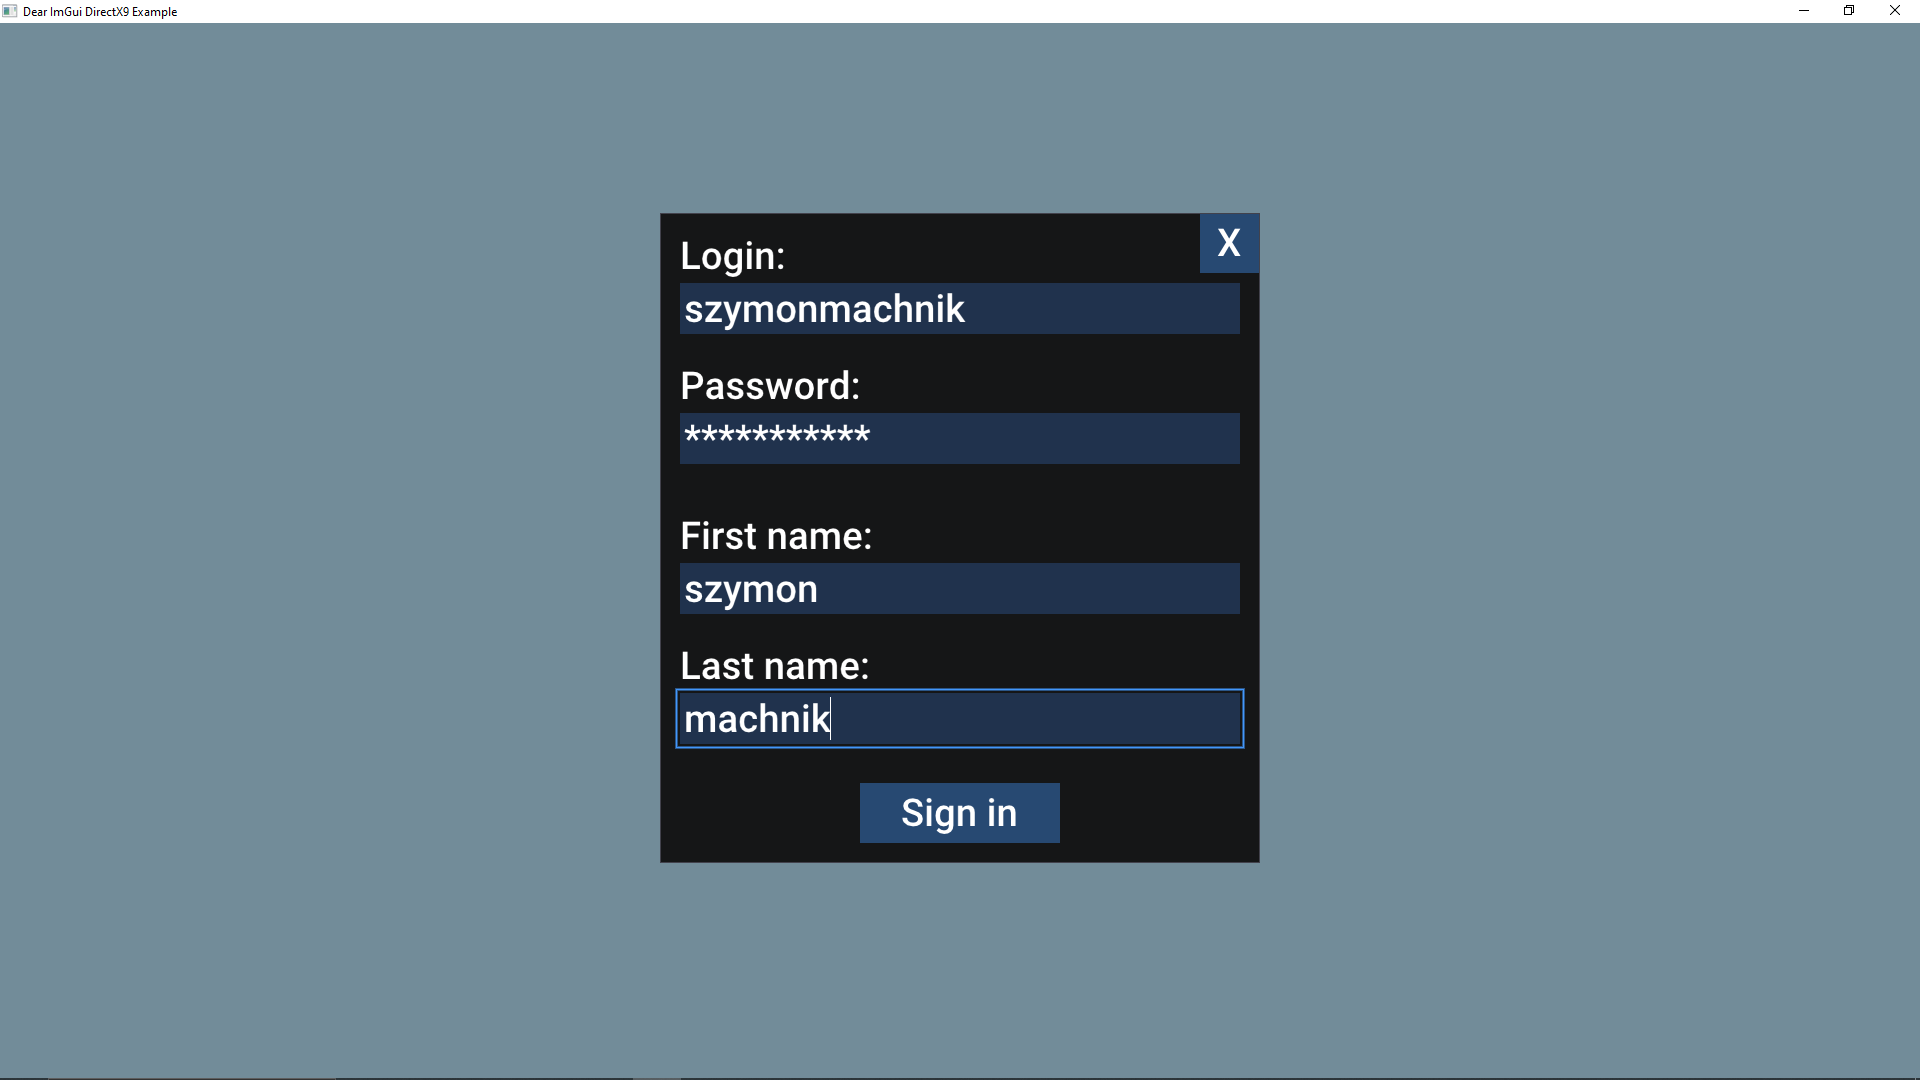 Dear ImGui DirectX9 Example
X
Login:
szymonmachnik
Password:
***********
First name:
szymon
Last name:
machnik
Sign in